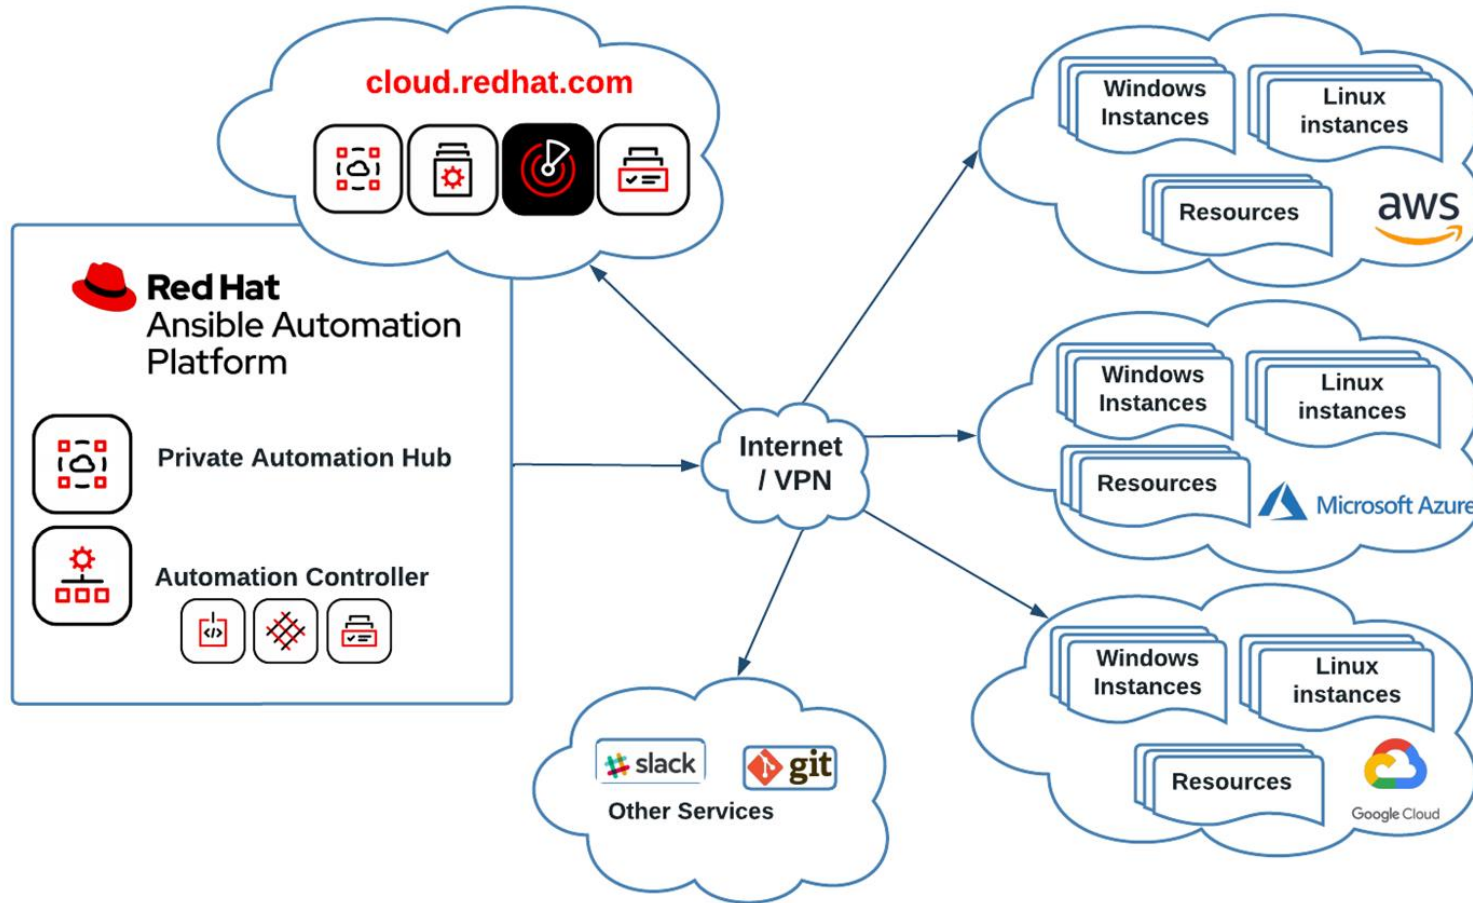 cloud.redhat.com
Red Hat
Ansible Automation
Platform
Private Automation Hub
Automation Controller
</>
Internet
/ VPN
slack
git
Other Services
Windows
Instances
Linux
instances
Resources
aws
Windows
Instances
Linux
instances
Resources
Microsoft Azure
Windows
Instances
Linux
instances
Resources
Google Cloud